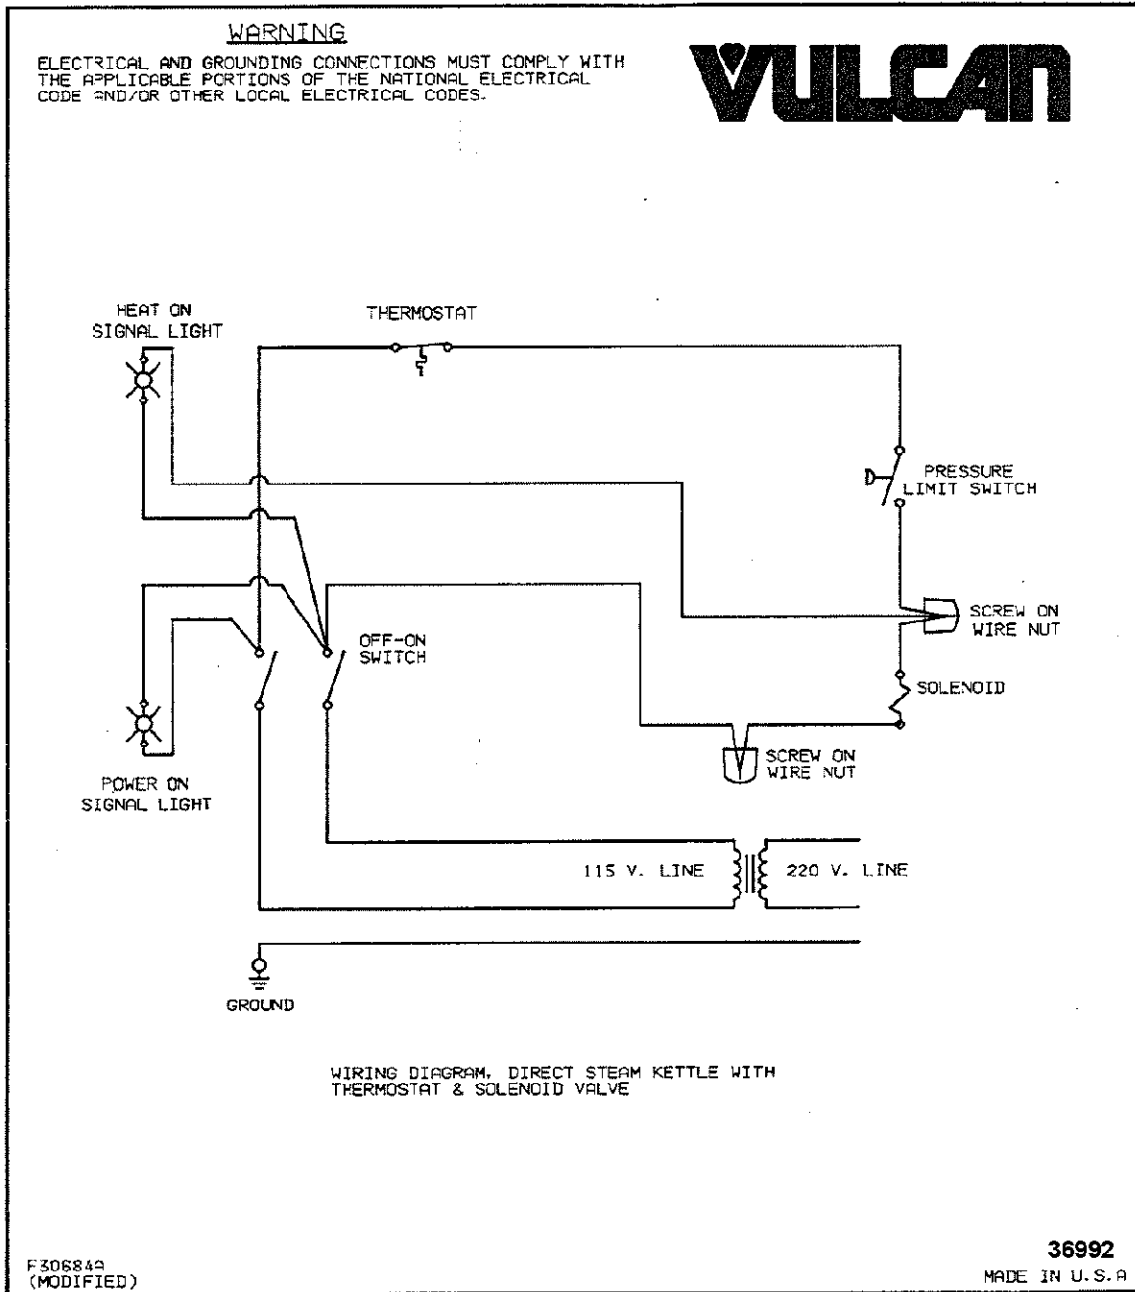 WARNING
ELECTRICAL AND GROUNDING CONNECTIONS MUST COMPLY WITH
THE APPLICABLE PORTIONS OF THE NATIONAL ELECTRICAL
CODE AND/OR OTHER LOCAL ELECTRICAL CODES.
VULCAN
HEAT ON
SIGNAL LIGHT
THERMOSTAT
PRESSURE
LIMIT SWITCH
SCREW ON
WIRE NUT
OFF-ON
SWITCH
SOLENOID
SCREW ON
WIRE NUT
POWER ON
SIGNAL LIGHT
115 V. LINE
220 V. LINE
GROUND
WIRING DIAGRAM, DIRECT STEAM KETTLE WITH
THERMOSTAT & SOLENOID VALVE
F30684A
(MODIFIED)
36992
MADE IN U.S.A